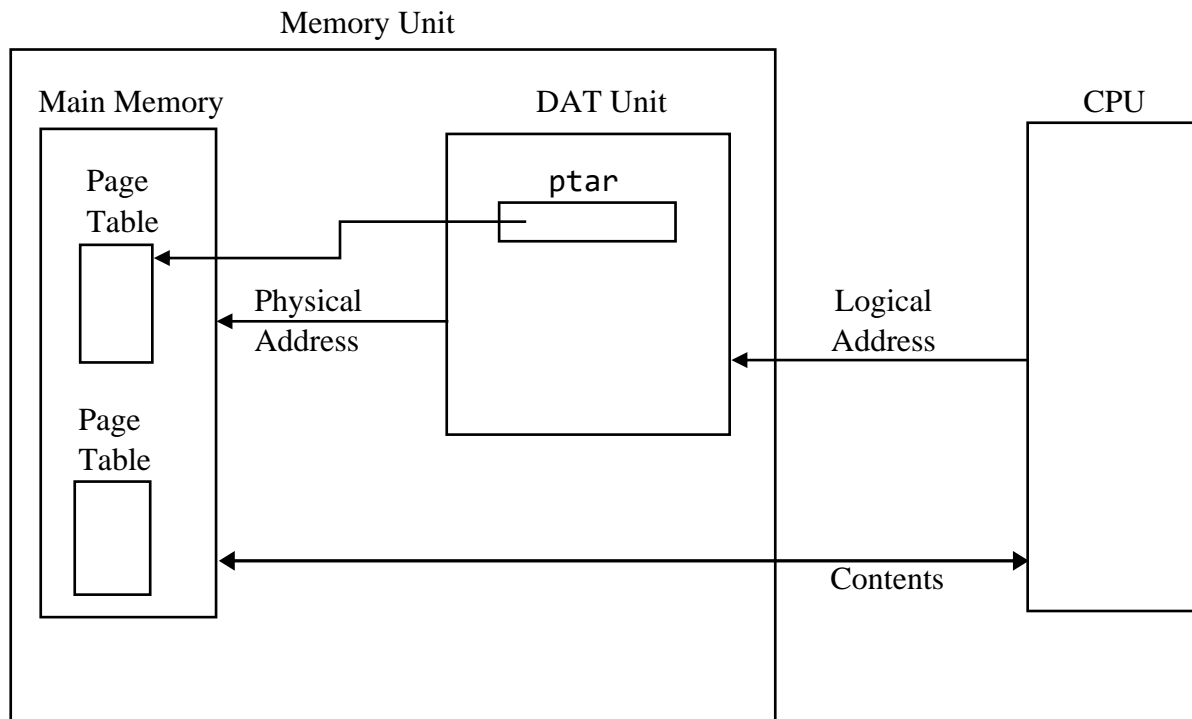 Memory Unit
Main Memory
DAT Unit
CPU
Page
Table
ptar
Physical
Address
Logical
Address
Page
Table
Contents